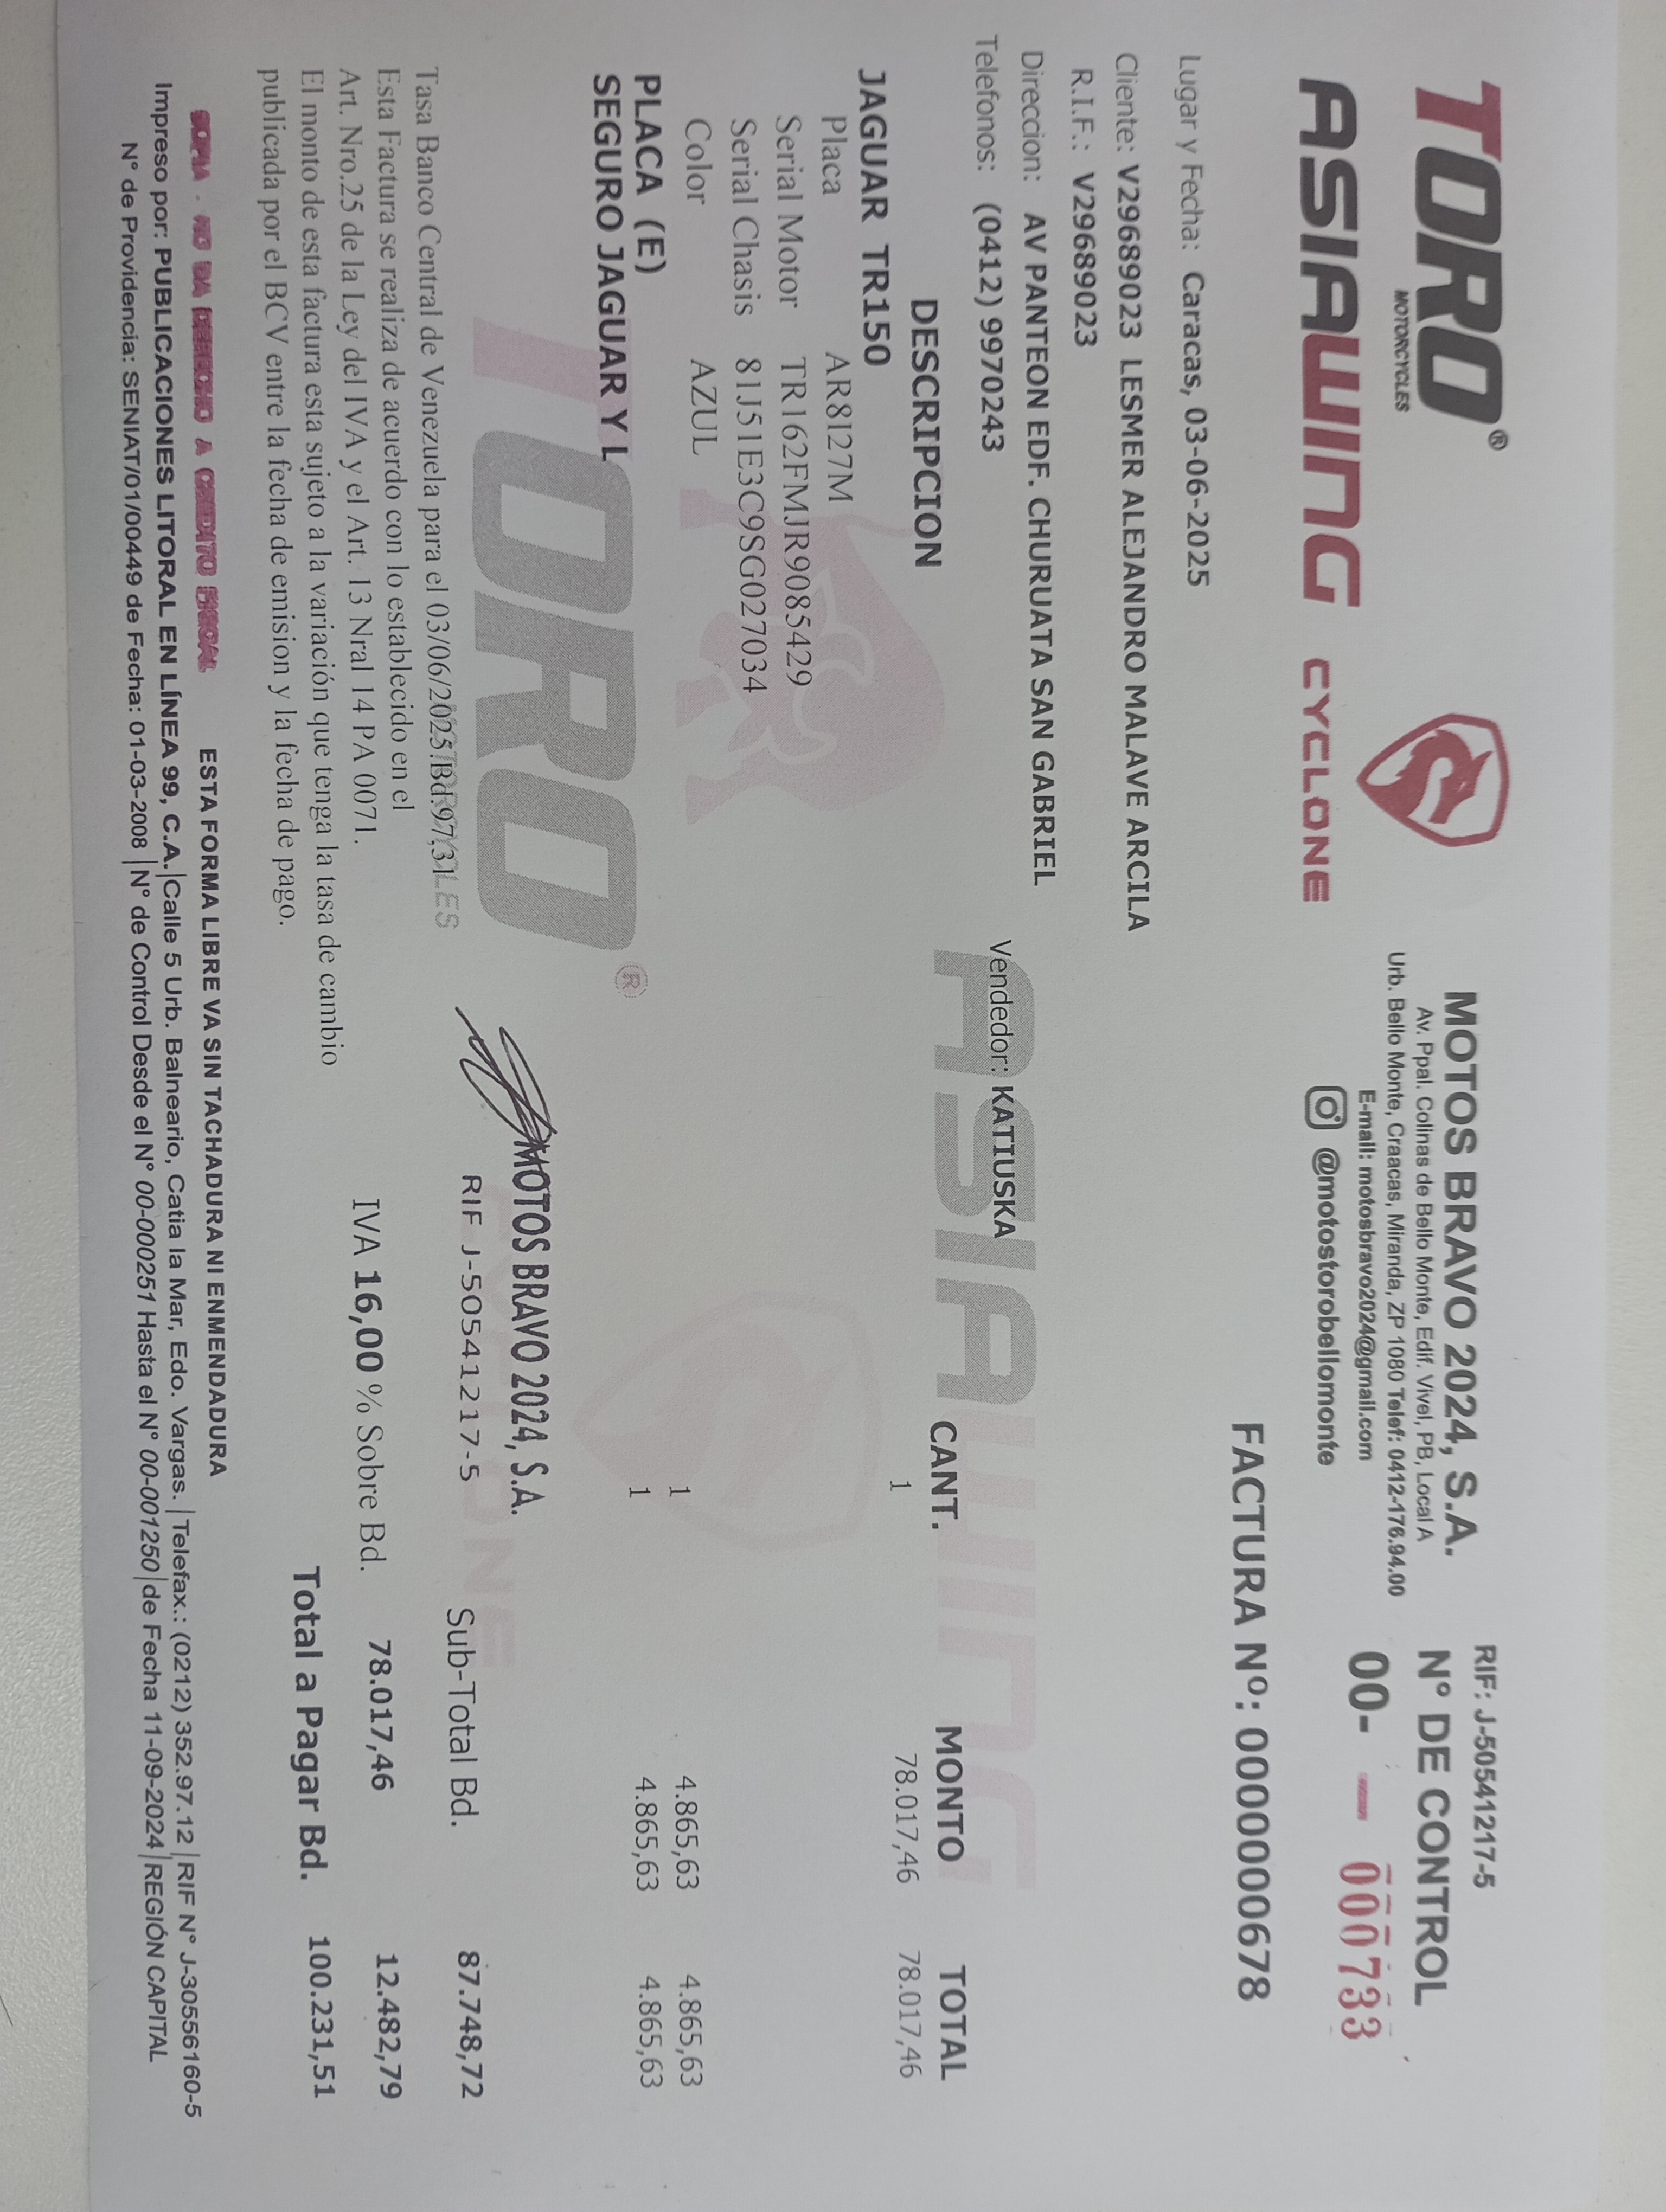 TORO®
MOTORCYCLES
ASIAWING CYCLONE
MOTOS BRAVO 2024, S.A.
Av. Ppal. Colinas de Bello Monte, Edif. Vivel, PB, Local A
Urb. Bello Monte, Craacas, Miranda, ZP 1080 Telef: 0412-176.94.00
E-mail: motosbravo2024@gmail.com
@motostorobellomonte
RIF: J-50541217-5
N° DE CONTROL
00- 000733
FACTURA Nº: 0000000678
Lugar y Fecha: Caracas, 03-06-2025
Cliente: V29689023 LESMER ALEJANDRO MALAVE ARCILA
R.I.F.: V29689023
Direccion: AV PANTEON EDF. CHURUATA SAN GABRIEL
Telefonos: (0412) 9970243 Vendedor: KATIUSKA
DESCRIPCION CANT. MONTO TOTAL
JAGUAR TR150 1 78.017,46 78.017,46
Placa AR8I27M
Serial Motor TR162FMJR9085429
Serial Chasis 81J51E3C9SG027034
Color AZUL
PLACA (E) 1 4.865,63 4.865,63
SEGURO JAGUAR Y L 1 4.865,63 4.865,63
TORO®
ASIAWING
MOTOS BRAVO 2024, S.A.
RIF J-50541217-5
Tasa Banco Central de Venezuela para el 03/06/2025:Bd.97,31
Esta Factura se realiza de acuerdo con lo establecido en el
Art. Nro.25 de la Ley del IVA y el Art. 13 Nral 14 PA 0071.
El monto de esta factura esta sujeto a la variación que tenga la tasa de cambio
publicada por el BCV entre la fecha de emision y la fecha de pago.
Sub-Total Bd. 87.748,72
IVA 16,00 % Sobre Bd. 78.017,46 12.482,79
Total a Pagar Bd. 100.231,51
COPIA - NO DA DERECHO A CREDITO FISCAL ESTA FORMA LIBRE VA SIN TACHADURA NI ENMENDADURA
Impreso por: PUBLICACIONES LITORAL EN LÍNEA 99, C.A.|Calle 5 Urb. Balneario, Catia la Mar, Edo. Vargas.|Telefax.: (0212) 352.97.12|RIF N° J-30556160-5
N° de Providencia: SENIAT/01/00449 de Fecha: 01-03-2008|N° de Control Desde el N° 00-000251 Hasta el N° 00-001250|de Fecha 11-09-2024|REGIÓN CAPITAL